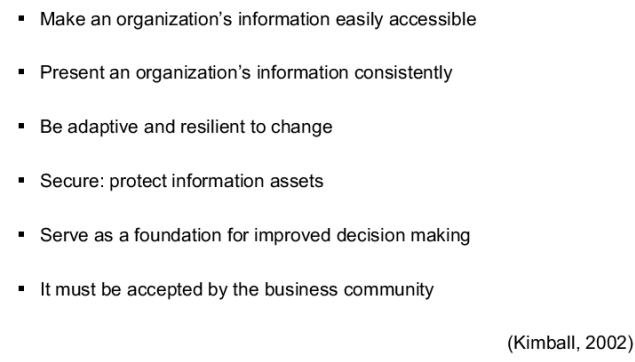 ▪ Make an organization's information easily accessible
▪ Present an organization's information consistently
▪ Be adaptive and resilient to change
▪ Secure: protect information assets
▪ Serve as a foundation for improved decision making
▪ It must be accepted by the business community
(Kimball, 2002)